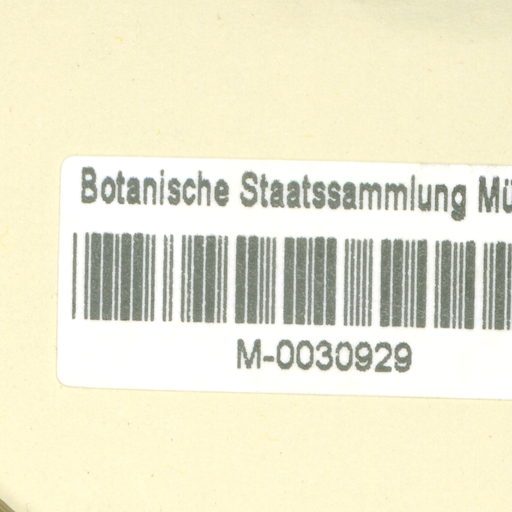 Botanische Staatssammlung Mü
M-0030929